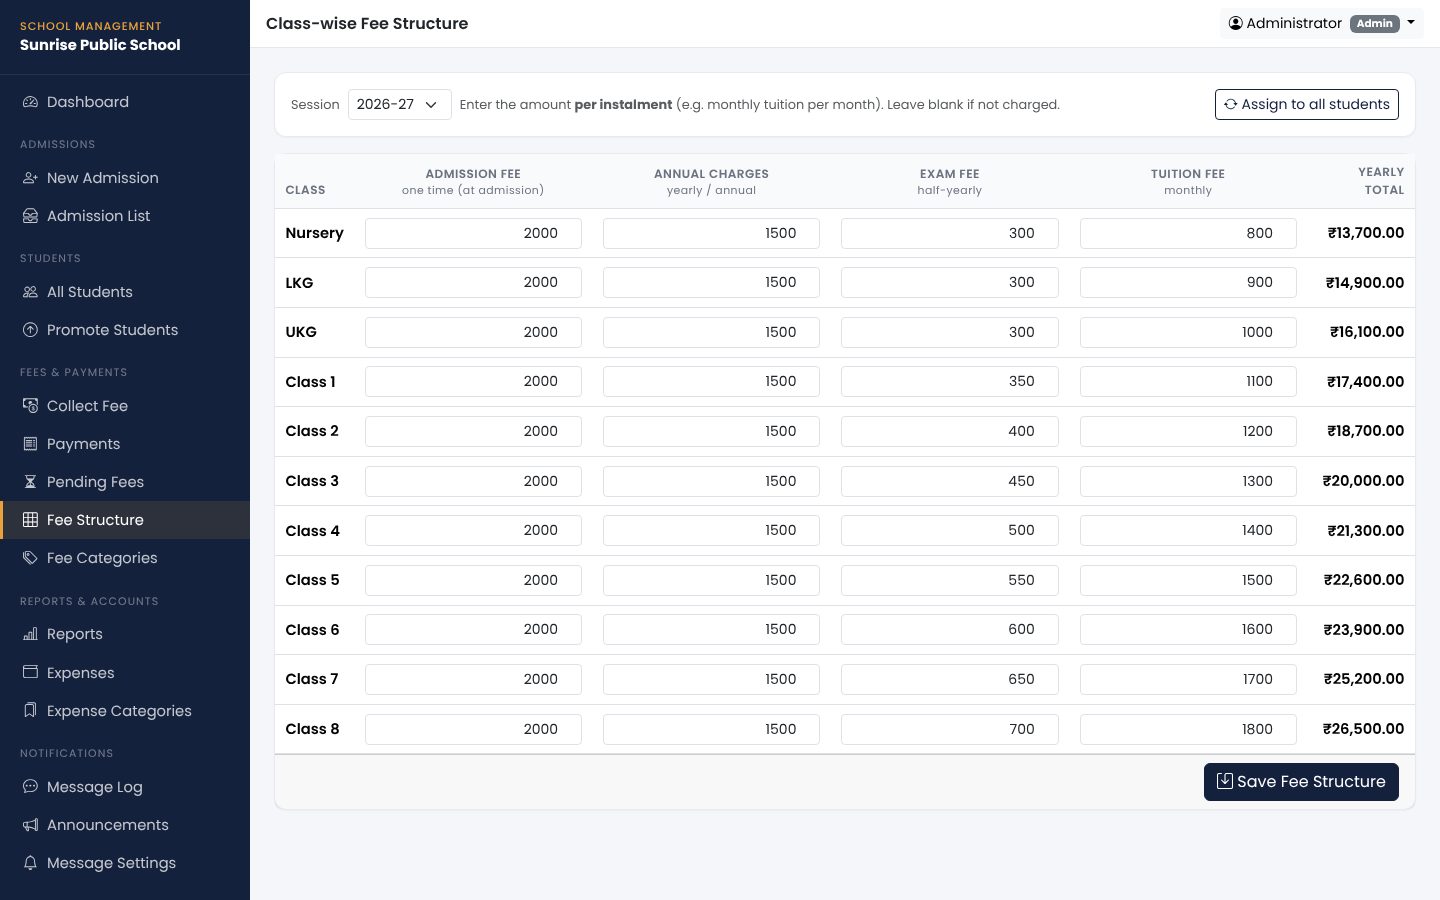 SCHOOL MANAGEMENT
Sunrise Public School
Dashboard
ADMISSIONS
New Admission
Admission List
STUDENTS
All Students
Promote Students
FEES & PAYMENTS
Collect Fee
Payments
Pending Fees
Fee Structure
Fee Categories
REPORTS & ACCOUNTS
Reports
Expenses
Expense Categories
NOTIFICATIONS
Message Log
Announcements
Message Settings
Class-wise Fee Structure
Administrator Admin
Session 2026-27 Enter the amount per instalment (e.g. monthly tuition per month). Leave blank if not charged. Assign to all students
CLASS ADMISSION FEE ANNUAL CHARGES EXAM FEE TUITION FEE YEARLY TOTAL
one time (at admission) yearly / annual half-yearly monthly
Nursery 2000 1500 300 800 ₹13,700.00
LKG 2000 1500 300 900 ₹14,900.00
UKG 2000 1500 300 1000 ₹16,100.00
Class 1 2000 1500 350 1100 ₹17,400.00
Class 2 2000 1500 400 1200 ₹18,700.00
Class 3 2000 1500 450 1300 ₹20,000.00
Class 4 2000 1500 500 1400 ₹21,300.00
Class 5 2000 1500 550 1500 ₹22,600.00
Class 6 2000 1500 600 1600 ₹23,900.00
Class 7 2000 1500 650 1700 ₹25,200.00
Class 8 2000 1500 700 1800 ₹26,500.00
Save Fee Structure